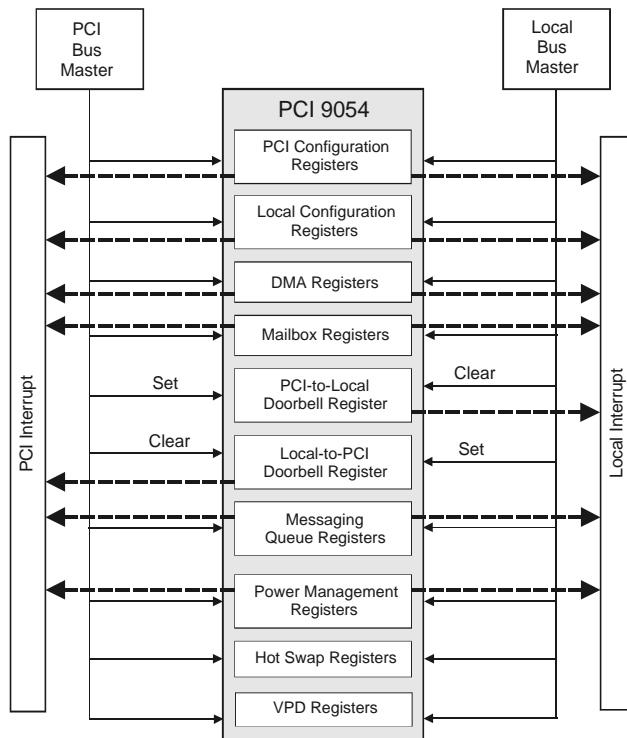 PCI
Bus
Master
Local
Bus
Master
PCI 9054
PCI Configuration
Registers
Local Configuration
Registers
DMA Registers
Mailbox Registers
Set
PCI-to-Local
Doorbell Register
Clear
Clear
Local-to-PCI
Doorbell Register
Set
Messaging
Queue Registers
Power Management
Registers
Hot Swap Registers
VPD Registers
PCI Interrupt
Local Interrupt